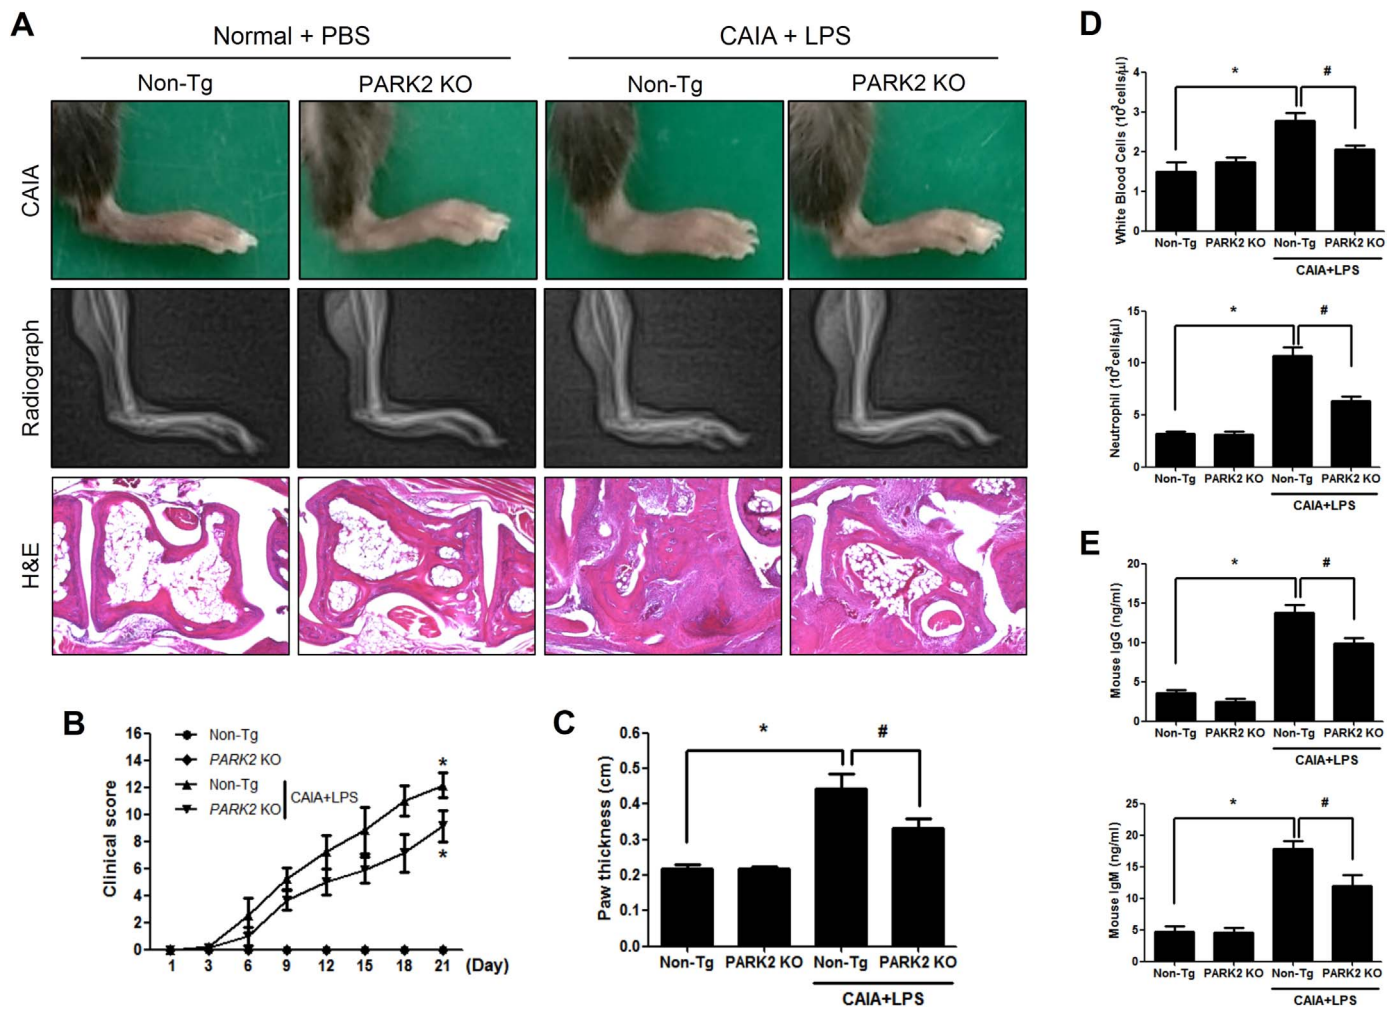 A
Normal + PBS
CAIA + LPS
Non-Tg
PARK2 KO
Non-Tg
PARK2 KO
CAIA
Radiograph
H&E
B
Clinical score
16
14
12
10
8
6
4
2
0
Non-Tg
PARK2 KO
Non-Tg
PARK2 KO
CAIA+LPS
*
*
1 3 6 9 12 15 18 21 (Day)
C
Paw thickness (cm)
0.6
0.5
0.4
0.3
0.2
0.1
0.0
* #
Non-Tg PARK2 KO Non-Tg PARK2 KO
CAIA+LPS
D
White Blood Cells (10³cells/µl)
4
3
2
1
0
* #
Non-Tg PARK2 KO Non-Tg PARK2 KO
CAIA+LPS
Neutrophil (10³cells/µl)
15
10
5
0
* #
Non-Tg PARK2 KO Non-Tg PARK2 KO
CAIA+LPS
E
Mouse IgG (ng/ml)
20
15
10
5
0
* #
Non-Tg PAKR2 KO Non-Tg PARK2 KO
CAIA+LPS
Mouse IgM (ng/ml)
25
20
15
10
5
0
* #
Non-Tg PARK2 KO Non-Tg PARK2 KO
CAIA+LPS